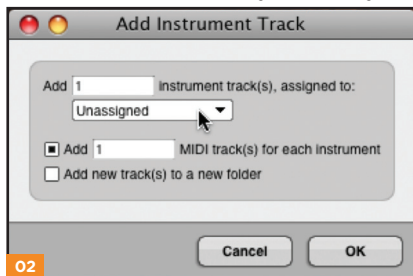 Add Instrument Track
Add 1 instrument track(s), assigned to:
Unassigned
Add 1 MIDI track(s) for each instrument
Add new track(s) to a new folder
Cancel OK
02